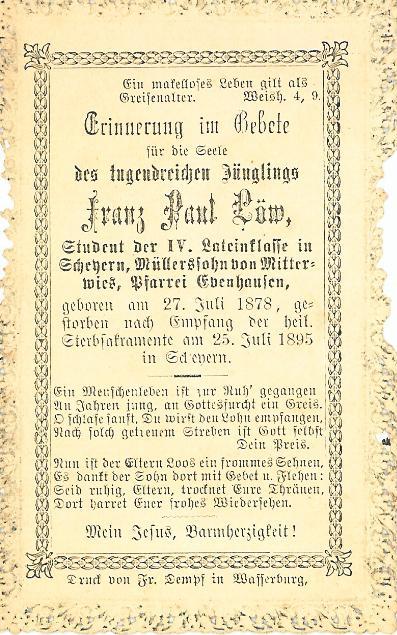 Ein makelloses Leben gilt als
Greisenalter. Weish. 4, 9.
Erinnerung im Gebete
für die Seele
des tugendreichen Jünglings
Franz Paul Löw,
Student der IV. Lateinklasse in
Scheyern, Müllerssohn von Mitter-
wies, Pfarrei Ebenhausen,
geboren am 27. Juli 1878, ge-
storben nach Empfang der heil.
Sterbsakramente am 25. Juli 1895
in Scheyern.
Ein Menschenleben ist zur Ruh' gegangen
An Jahren jung, an Gottesfurcht ein Greis.
O schlafe sanft, Du wirst den Lohn empfangen,
Nach solch getreuem Streben ist Gott selbst
Dein Preis.
Nun ist der Eltern Loos ein frommes Sehnen,
Es dankt der Sohn dort mit Gebet u. Flehen:
Seid ruhig, Eltern, trocknet Eure Thränen,
Dort harret Euer frohes Wiedersehen.
Mein Jesus, Barmherzigkeit!
Druck von Fr. Dempf in Wasserburg,